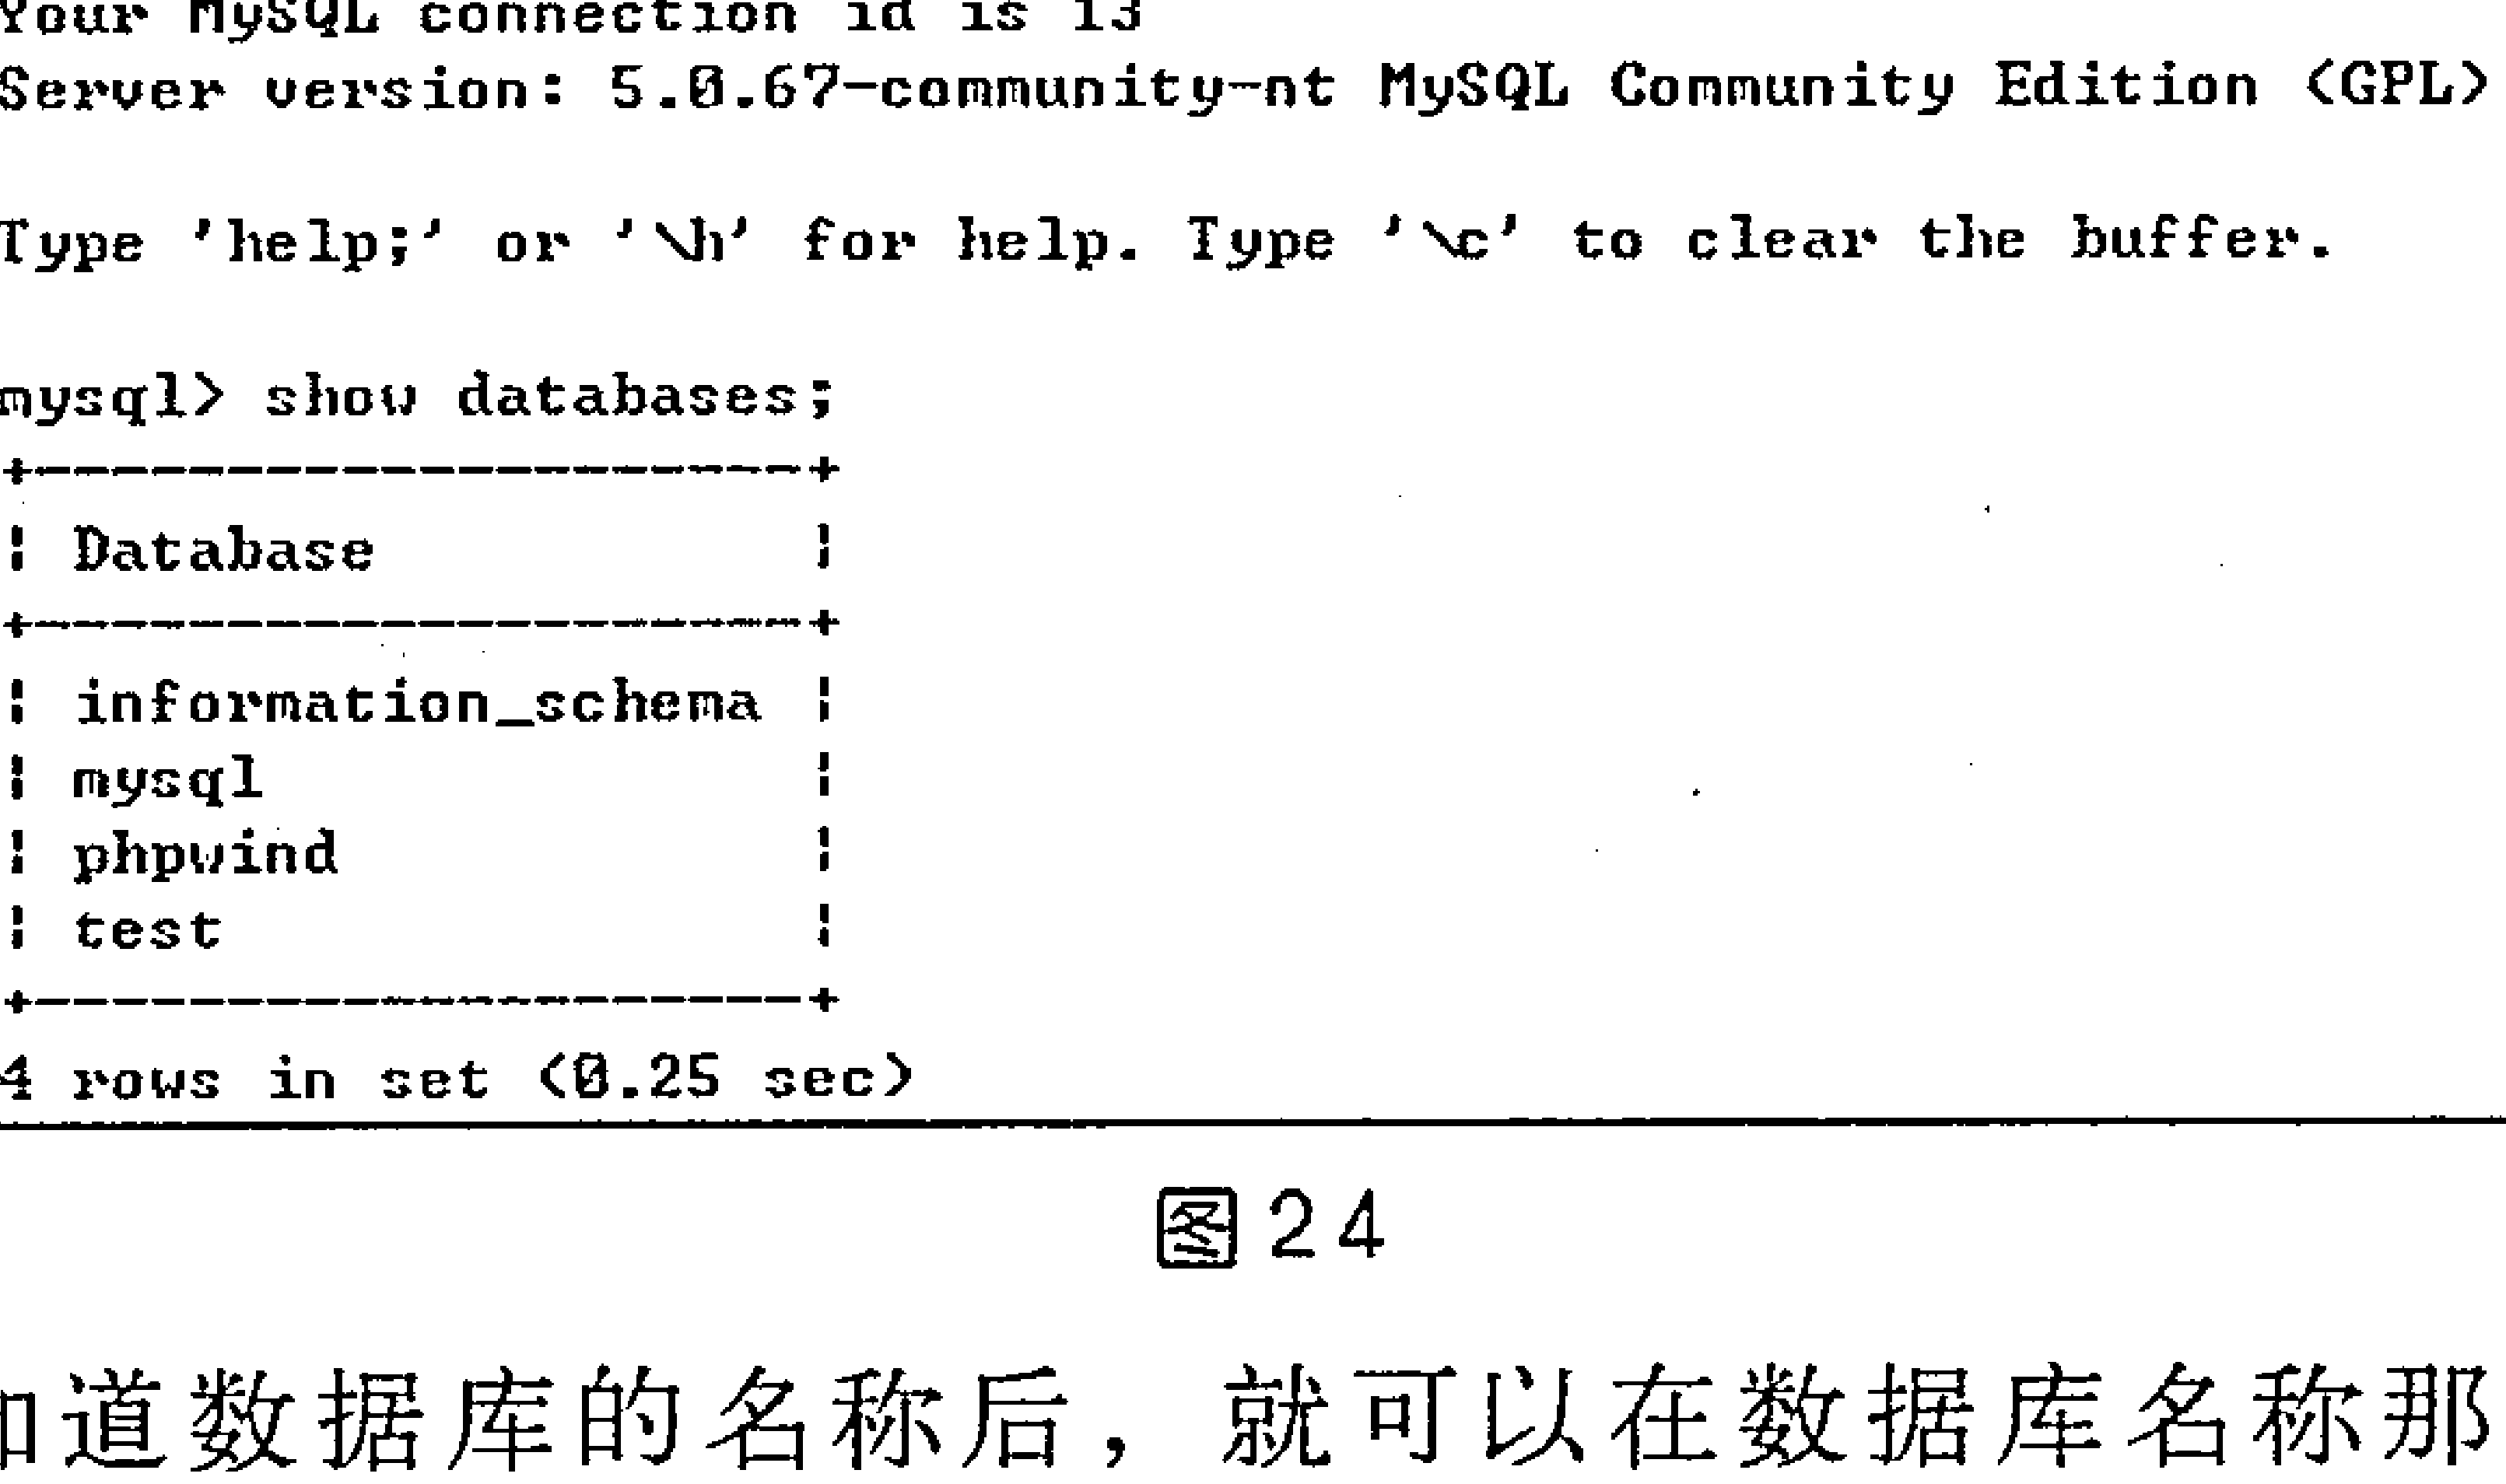 Your MySQL connection id is 13
Server version: 5.0.67-community-nt MySQL Community Edition (GPL)
Type 'help;' or '\h' for help. Type '\c' to clear the buffer.
mysql> show databases;
+--------------------+
| Database           |
+--------------------+
| information_schema |
| mysql              |
| phpwind            |
| test               |
+--------------------+
4 rows in set (0.25 sec)
图24
知道数据库的名称后，就可以在数据库名称那